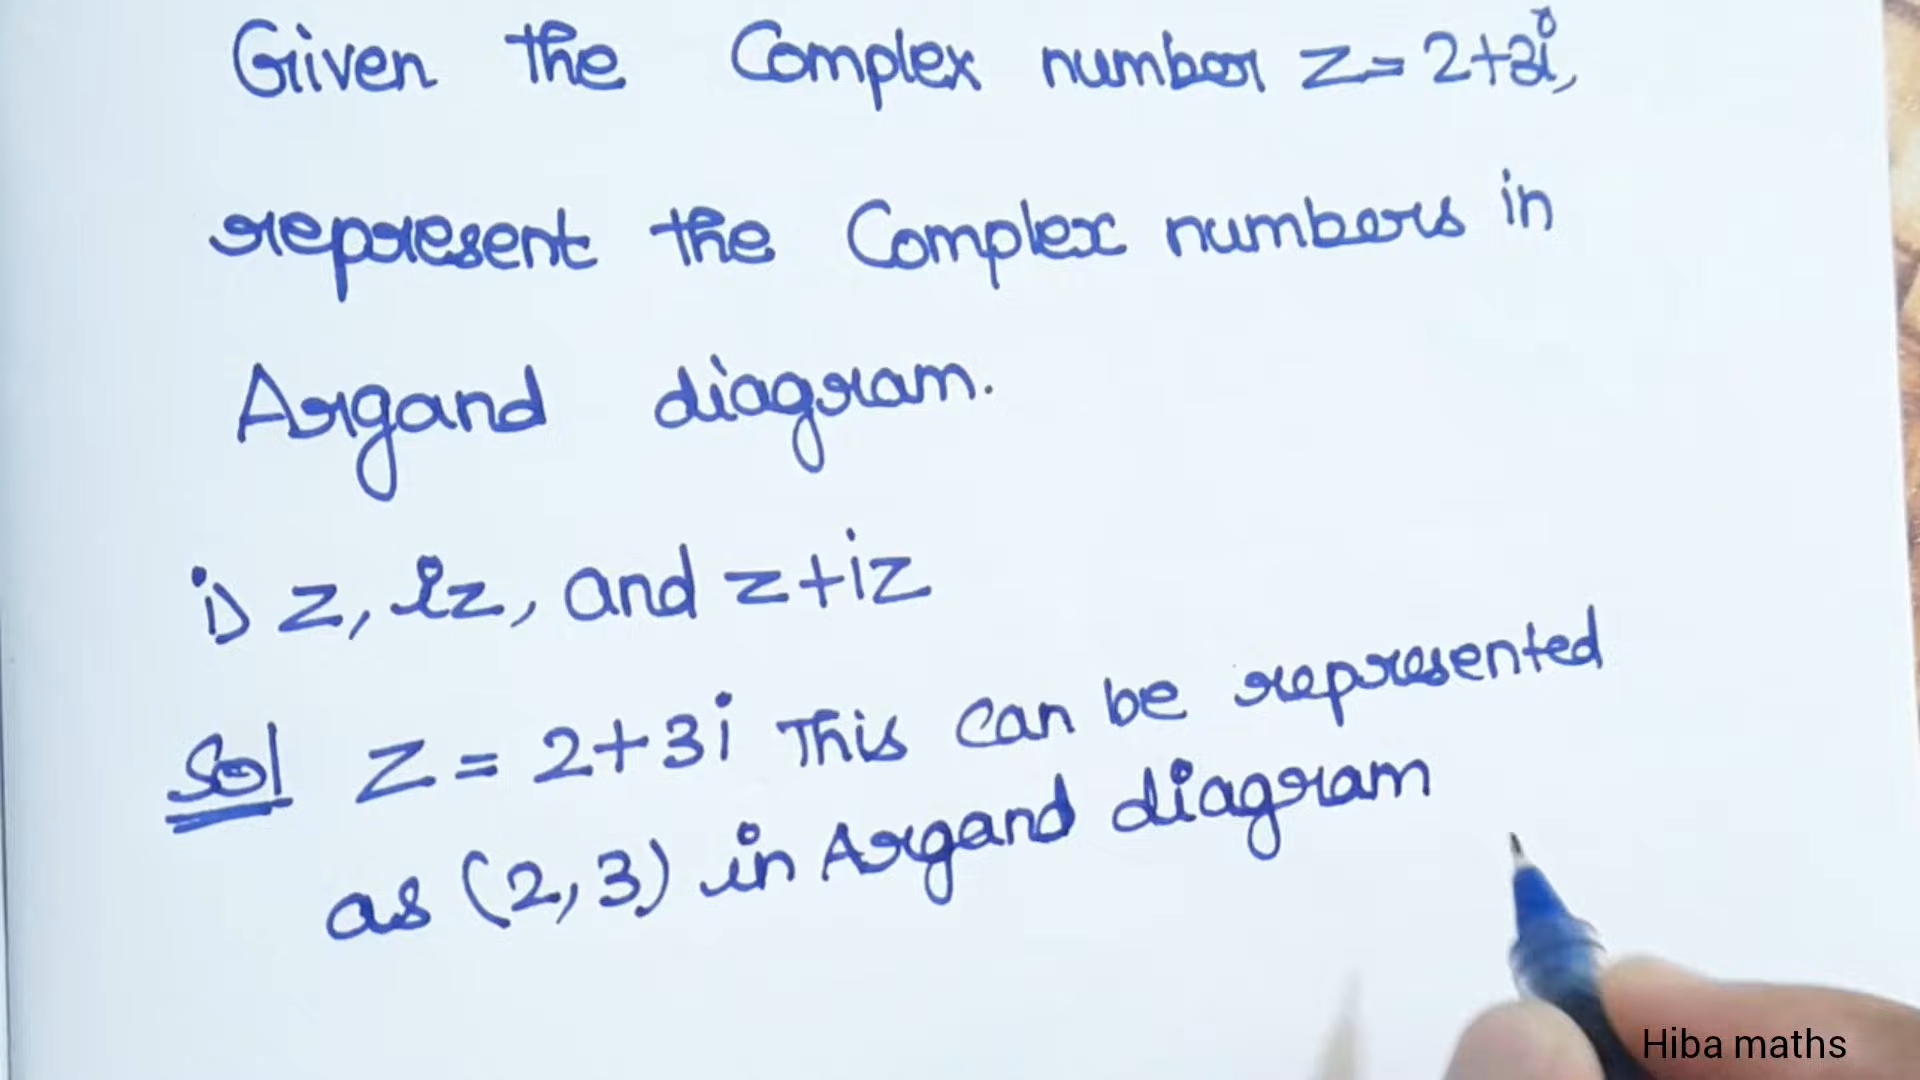 Given the Complex number z = 2+3i,
represent the Complex numbers in
Argand diagram.
i) z, iz, and z+iz
Sol z = 2+3i This can be represented
as (2,3) in Argand diagram
Hiba maths